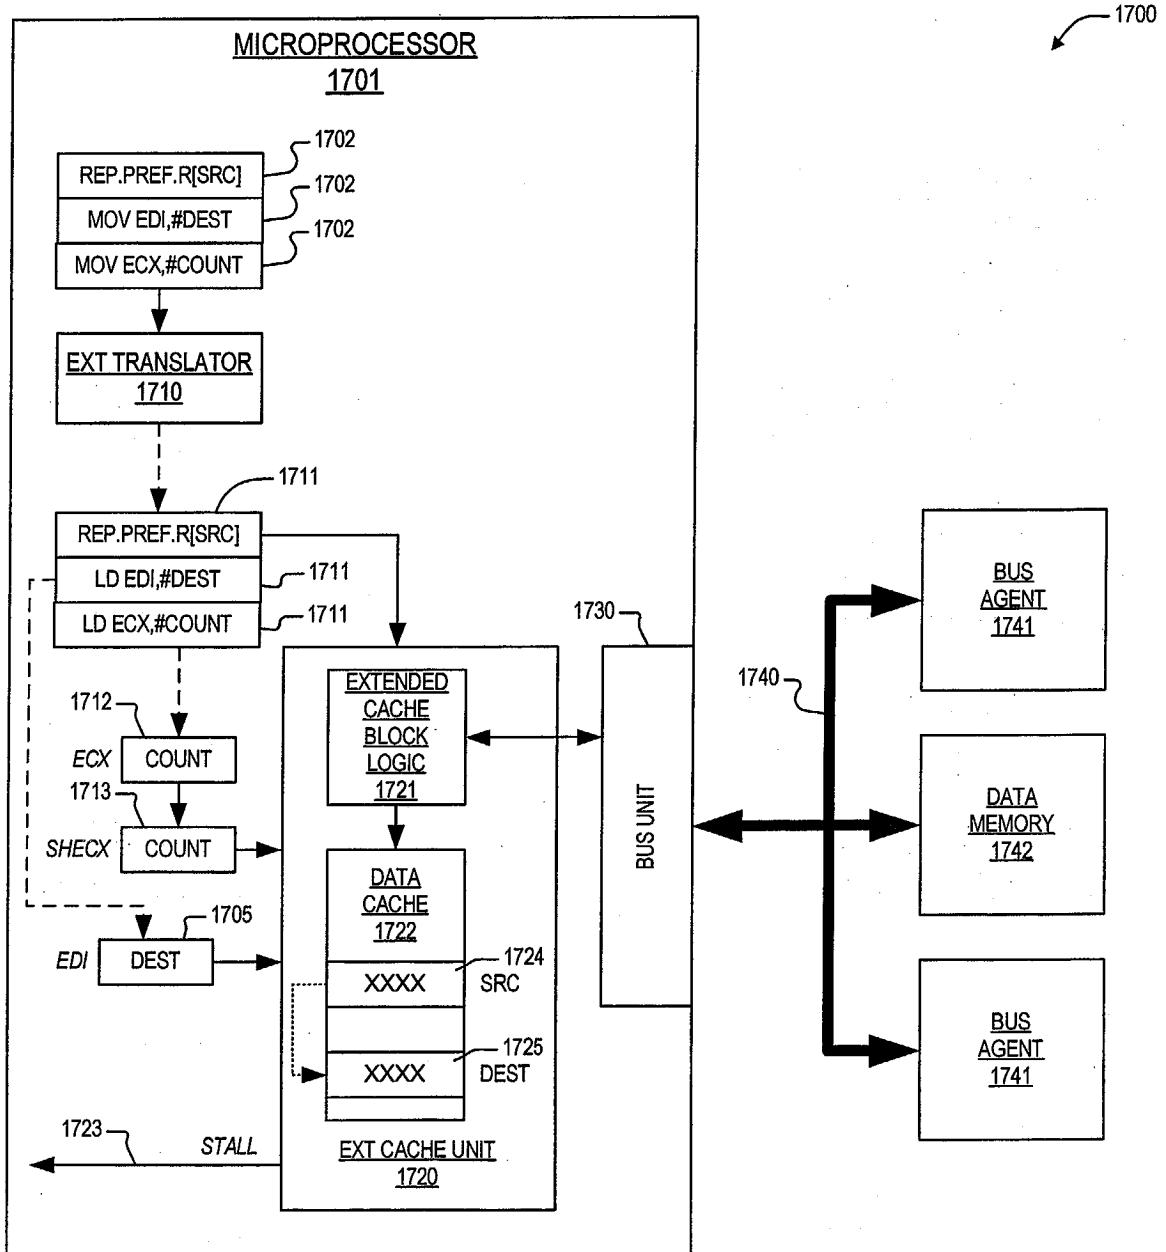 1700
MICROPROCESSOR
1701
1702
REP.PREF.R[SRC]
1702
MOV EDI,#DEST
1702
MOV ECX,#COUNT
EXT TRANSLATOR
1710
1711
REP.PREF.R[SRC]
LD EDI,#DEST
1711
LD ECX,#COUNT
1711
1712
ECX
COUNT
1713
SHECX
COUNT
1705
EDI
DEST
EXTENDED
CACHE
BLOCK
LOGIC
1721
DATA
CACHE
1722
1724
XXXX
SRC
1725
XXXX
DEST
1723
STALL
EXT CACHE UNIT
1720
1730
BUS UNIT
1740
BUS
AGENT
1741
DATA
MEMORY
1742
BUS
AGENT
1741